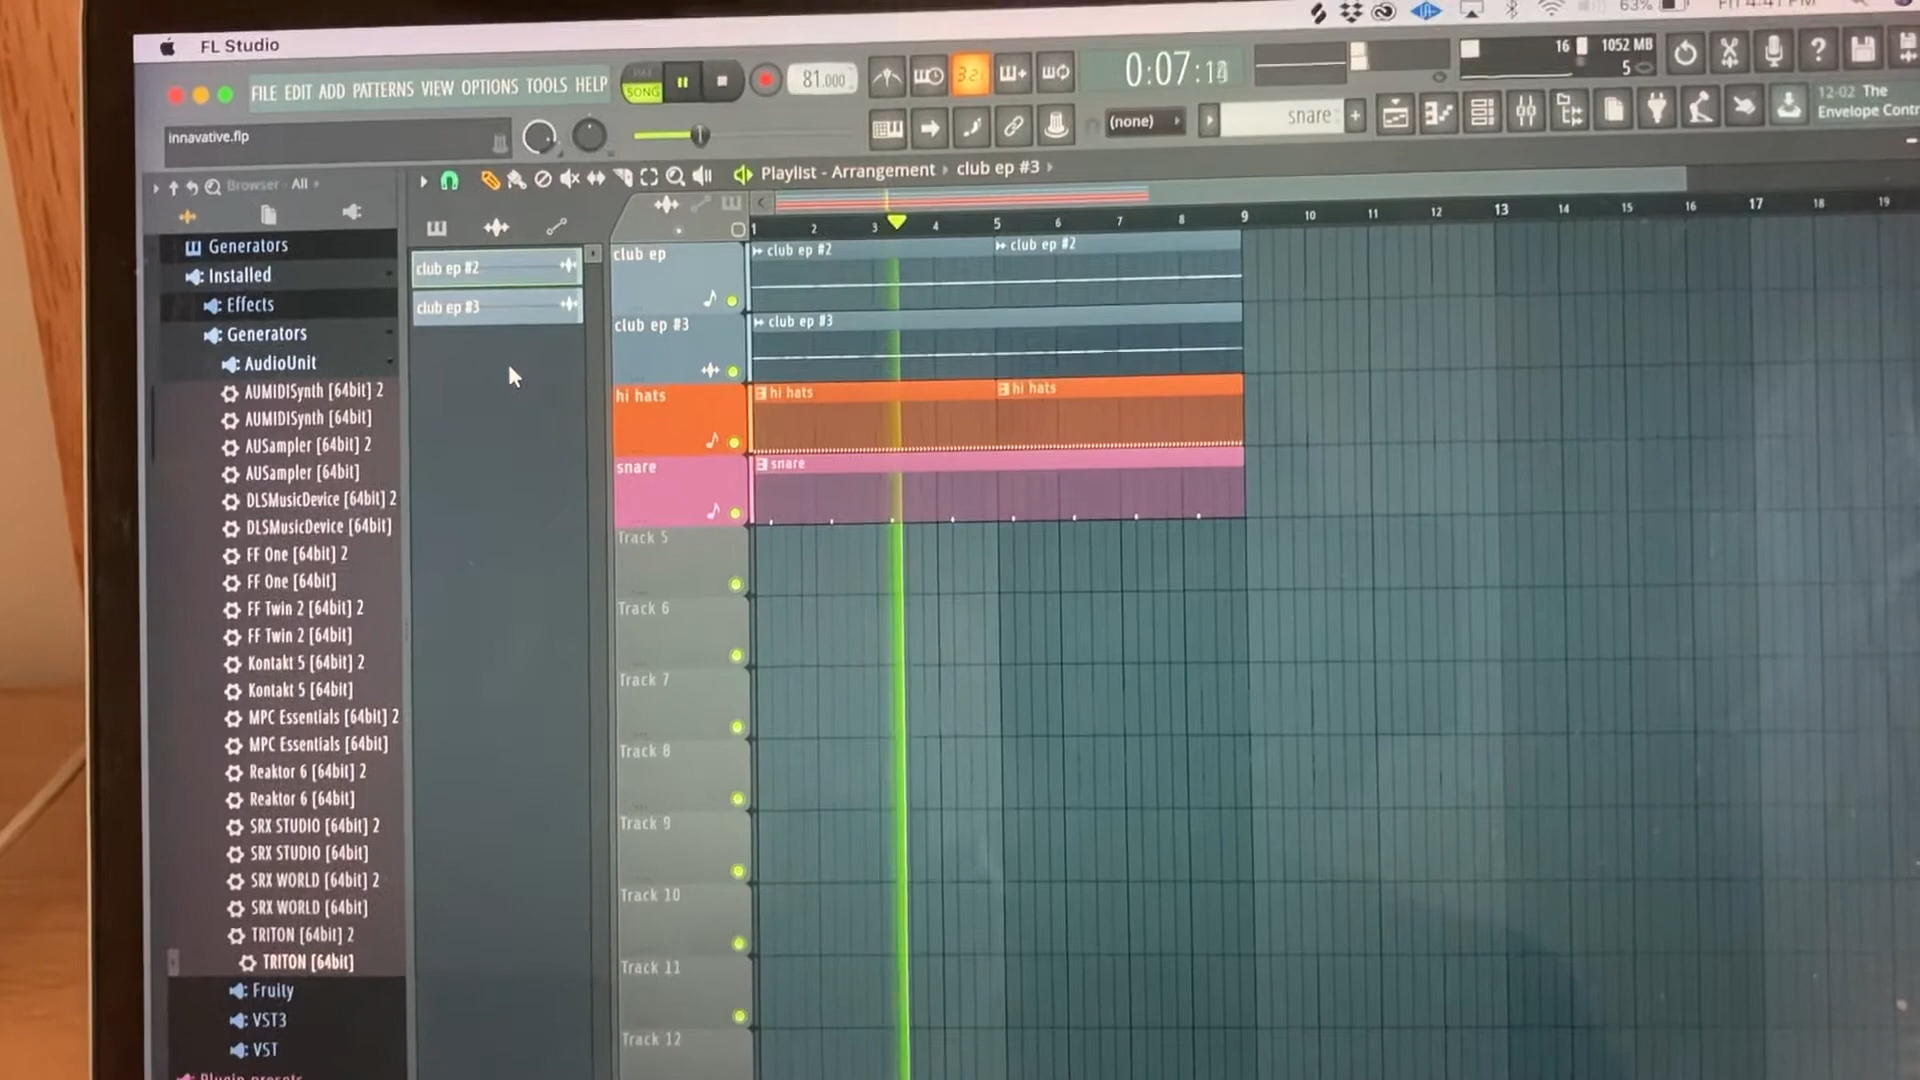 FL Studio
63%
FILE EDIT ADD PATTERNS VIEW OPTIONS TOOLS HELP
SONG
81.000
32
0:07:
16
1052 MB
5
innavative.flp
(none)
snare
12-02 The
Envelope Contr
Browser - All
Playlist - Arrangement › club ep #3 ›
1 2 3 4 5 6 7 8 9 10 11 12 13 14 15 16 17 18 19
Generators
Installed
Effects
Generators
AudioUnit
AUMIDISynth [64bit] 2
AUMIDISynth [64bit]
AUSampler [64bit] 2
AUSampler [64bit]
DLSMusicDevice [64bit] 2
DLSMusicDevice [64bit]
FF One [64bit] 2
FF One [64bit]
FF Twin 2 [64bit] 2
FF Twin 2 [64bit]
Kontakt 5 [64bit] 2
Kontakt 5 [64bit]
MPC Essentials [64bit] 2
MPC Essentials [64bit]
Reaktor 6 [64bit] 2
Reaktor 6 [64bit]
SRX STUDIO [64bit] 2
SRX STUDIO [64bit]
SRX WORLD [64bit] 2
SRX WORLD [64bit]
TRITON [64bit] 2
TRITON [64bit]
Fruity
VST3
VST
Plugin presets
club ep #2
club ep #3
club ep
club ep #2
club ep #2
club ep #3
club ep #3
hi hats
hi hats
hi hats
snare
snare
Track 5
Track 6
Track 7
Track 8
Track 9
Track 10
Track 11
Track 12